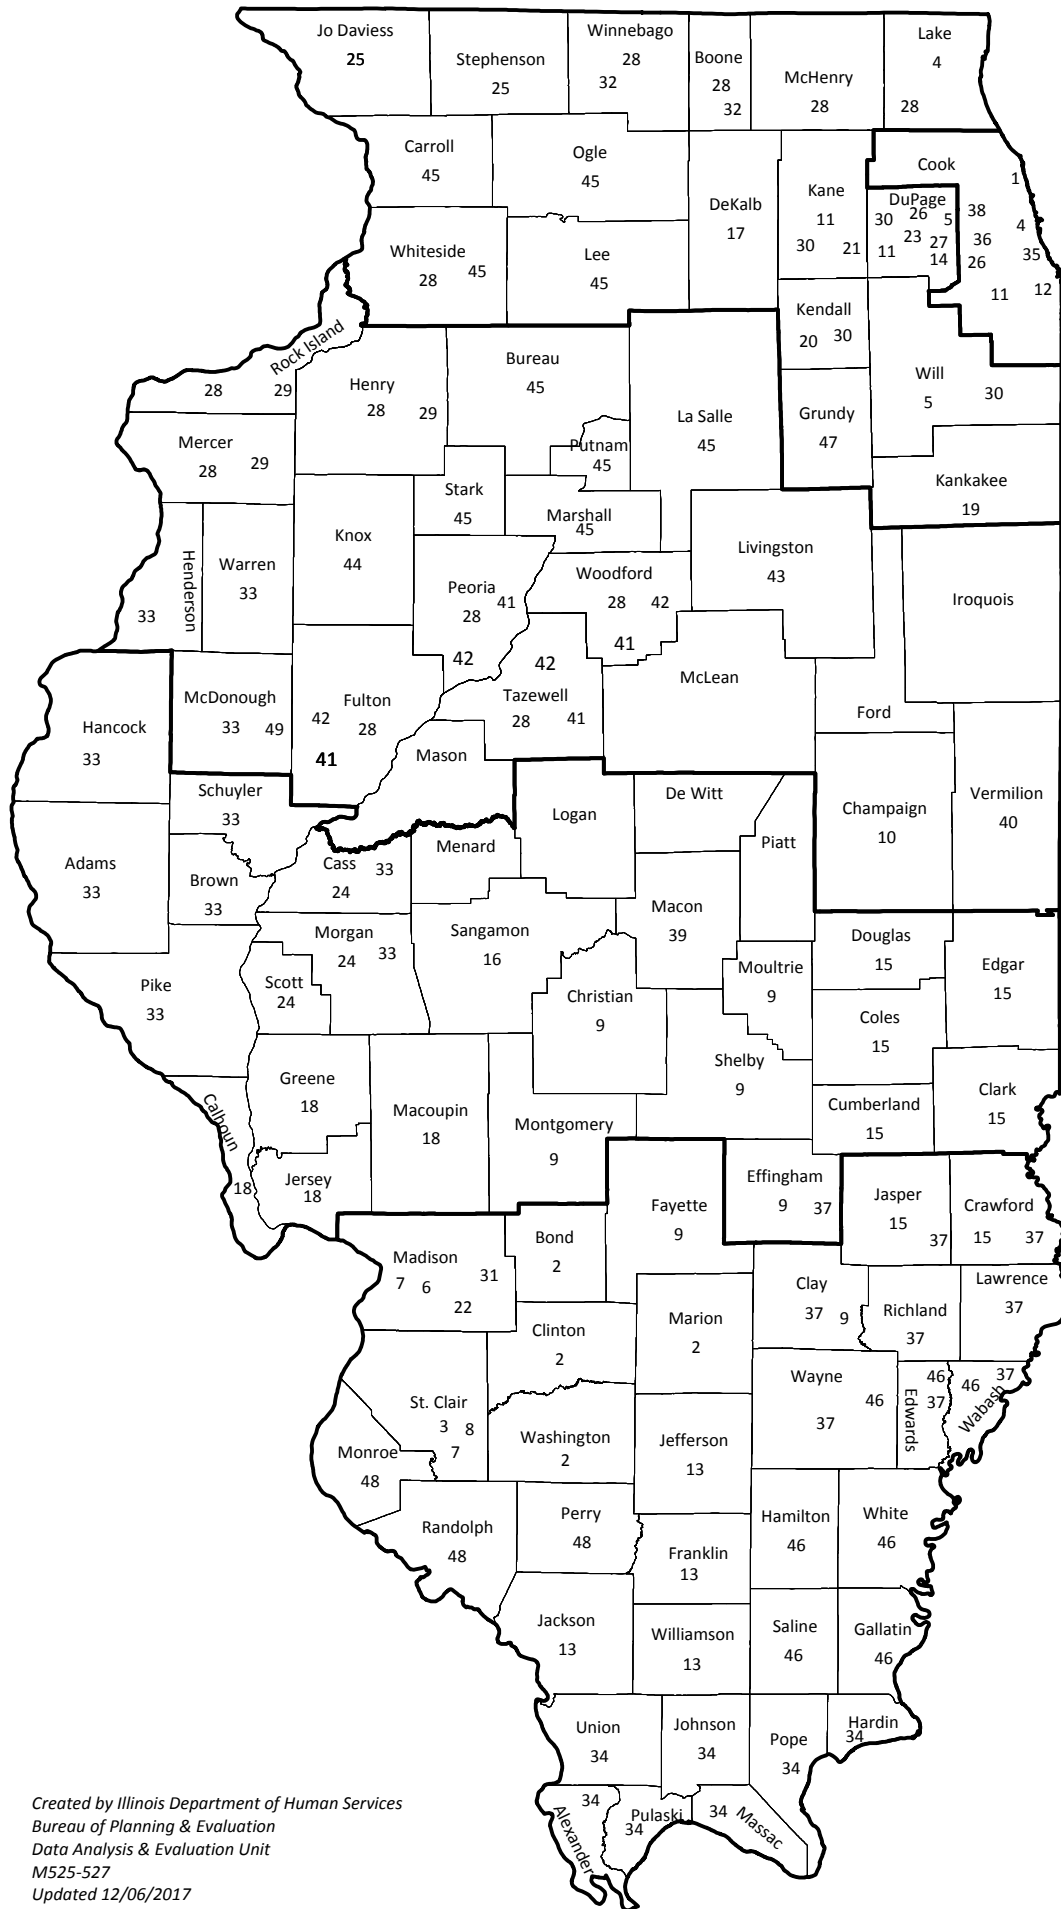 Jo Daviess
25
Stephenson
25
Winnebago
28
32
Boone
28
32
McHenry
28
Lake
4
28
Carroll
45
Ogle
45
DeKalb
17
Kane
11
30 21
Cook
1
38
4
36
35
26
12
11
DuPage
30 26 5
23 27
11 14
Whiteside
28 45
Lee
45
Kendall
20 30
Rock Island
28 29
Henry
28 29
Bureau
45
La Salle
45
Will
5 30
Grundy
47
Mercer
28 29
Putnam
45
Kankakee
19
Stark
45
Marshall
45
Knox
44
Livingston
43
Henderson
33
Warren
33
Peoria
28 41
42
Woodford
28 42
41
Iroquois
McLean
Ford
McDonough
33 49
Fulton
42 28
41
42
Tazewell
28 41
Hancock
33
Mason
Schuyler
33
Logan
De Witt
Piatt
Champaign
10
Vermilion
40
Adams
33
Brown
33
Cass
24 33
Menard
Macon
39
Morgan
24 33
Sangamon
16
Douglas
15
Edgar
15
Pike
33
Scott
24
Christian
9
Moultrie
9
Coles
15
Shelby
9
Greene
18
Macoupin
18
Montgomery
9
Cumberland
15
Clark
15
Calhoun
18
Jersey
18
Fayette
9
Effingham
9 37
Jasper
15
37
Crawford
15 37
Madison
7 6 31
22
Bond
2
Clay
37 9
Richland
37
Lawrence
37
Clinton
2
Marion
2
Wayne
46
37
Edwards
46
37
Wabash
46 37
St. Clair
3 8
7
Monroe
48
Washington
2
Jefferson
13
Randolph
48
Perry
48
Franklin
13
Hamilton
46
White
46
Jackson
13
Williamson
13
Saline
46
Gallatin
46
Union
34
Johnson
34
Pope
34
Hardin
34
Alexander
34
Pulaski
34
Massac
34
Created by Illinois Department of Human Services
Bureau of Planning & Evaluation
Data Analysis & Evaluation Unit
M525-527
Updated 12/06/2017